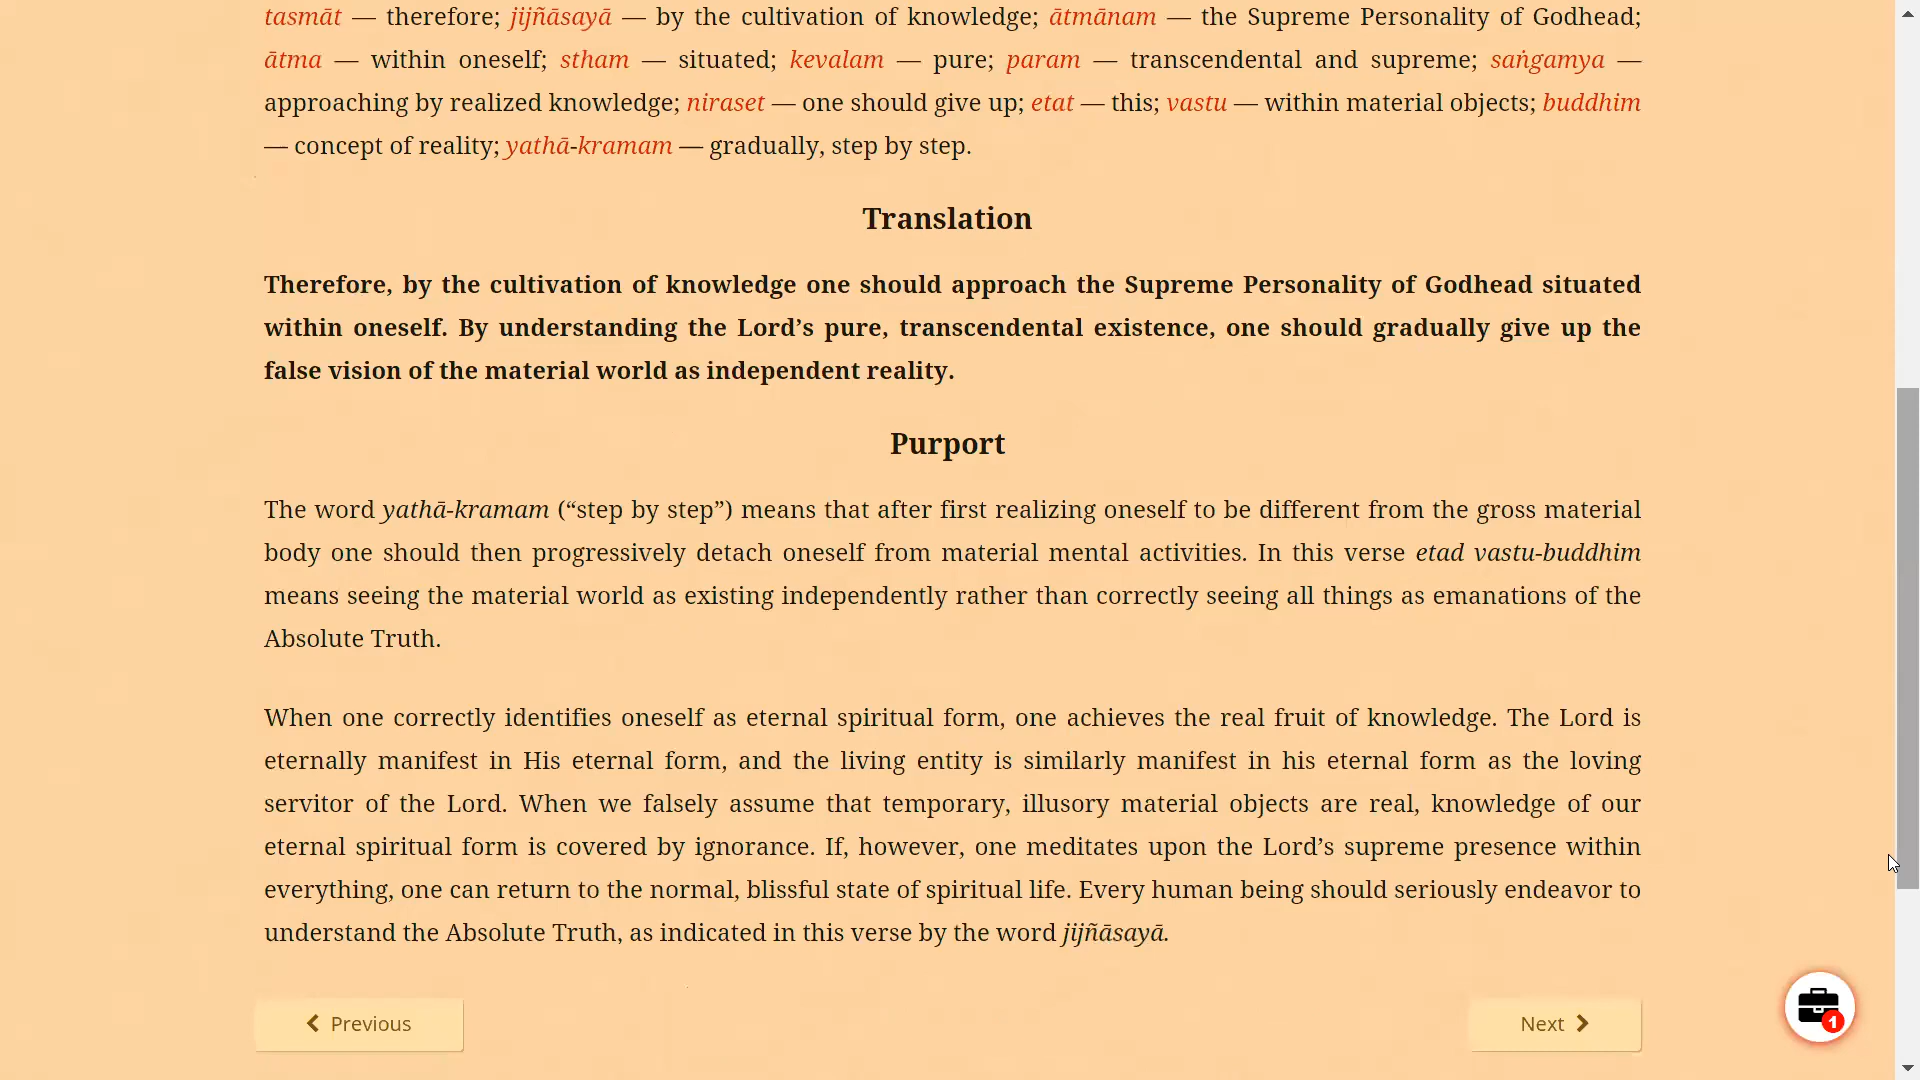 tasmāt — therefore; jijñāsayā — by the cultivation of knowledge; ātmānam — the Supreme Personality of Godhead;
ātma — within oneself; stham — situated; kevalam — pure; param — transcendental and supreme; saṅgamya —
approaching by realized knowledge; niraset — one should give up; etat — this; vastu — within material objects; buddhim
— concept of reality; yathā-kramam — gradually, step by step.
Translation
Therefore, by the cultivation of knowledge one should approach the Supreme Personality of Godhead situated
within oneself. By understanding the Lord’s pure, transcendental existence, one should gradually give up the
false vision of the material world as independent reality.
Purport
The word yathā-kramam (“step by step”) means that after first realizing oneself to be different from the gross material
body one should then progressively detach oneself from material mental activities. In this verse etad vastu-buddhim
means seeing the material world as existing independently rather than correctly seeing all things as emanations of the
Absolute Truth.
When one correctly identifies oneself as eternal spiritual form, one achieves the real fruit of knowledge. The Lord is
eternally manifest in His eternal form, and the living entity is similarly manifest in his eternal form as the loving
servitor of the Lord. When we falsely assume that temporary, illusory material objects are real, knowledge of our
eternal spiritual form is covered by ignorance. If, however, one meditates upon the Lord’s supreme presence within
everything, one can return to the normal, blissful state of spiritual life. Every human being should seriously endeavor to
understand the Absolute Truth, as indicated in this verse by the word jijñāsayā.
Previous
Next
1